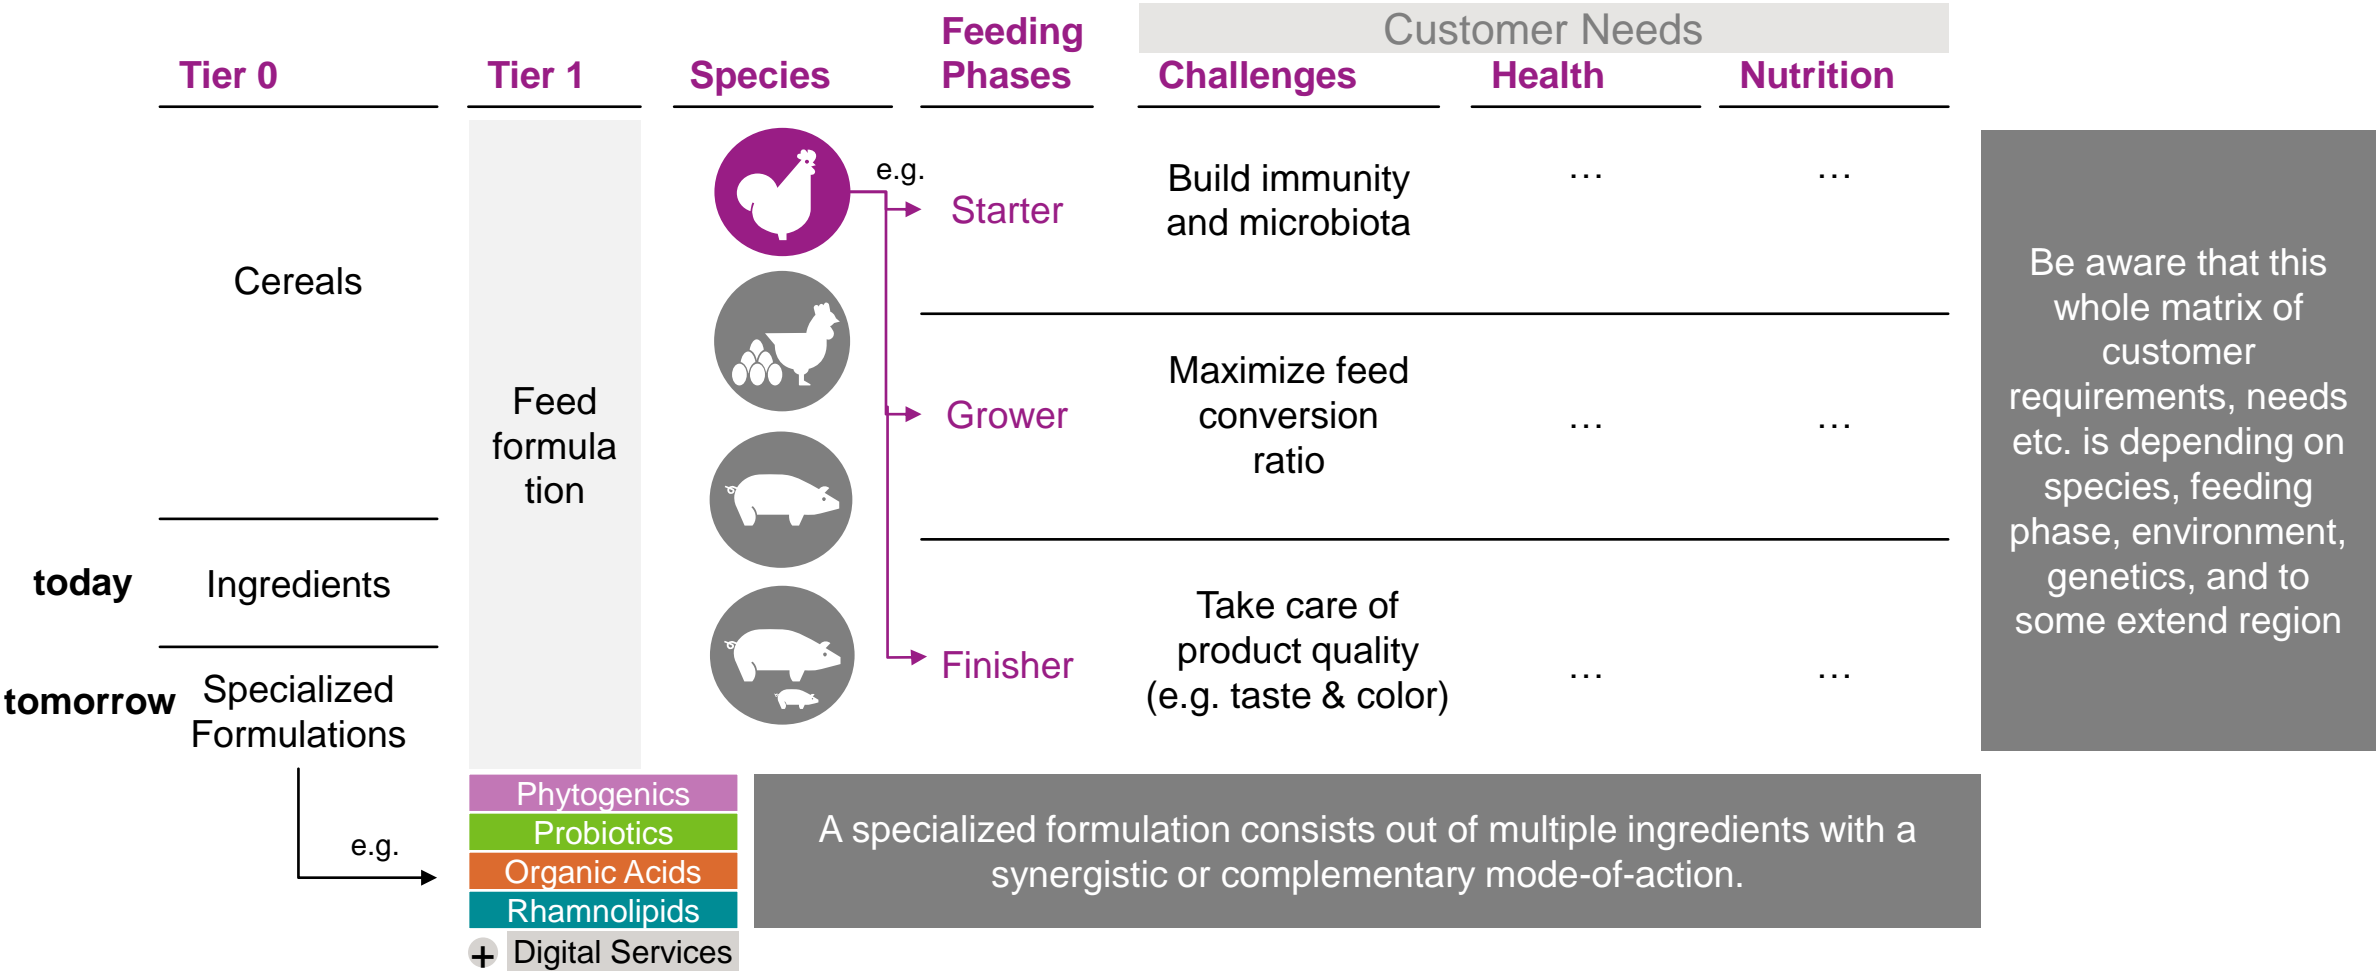 Customer Needs
Tier 0
Tier 1
Species
Feeding
Phases
Challenges
Health
Nutrition
Cereals
today
Ingredients
tomorrow
Specialized
Formulations
e.g.
Feed
formula
tion
e.g.
Starter
Build immunity
and microbiota
…
…
Grower
Maximize feed
conversion
ratio
…
…
Finisher
Take care of
product quality
(e.g. taste & color)
…
…
Be aware that this
whole matrix of
customer
requirements, needs
etc. is depending on
species, feeding
phase, environment,
genetics, and to
some extend region
Phytogenics
Probiotics
Organic Acids
Rhamnolipids
+ Digital Services
A specialized formulation consists out of multiple ingredients with a
synergistic or complementary mode-of-action.